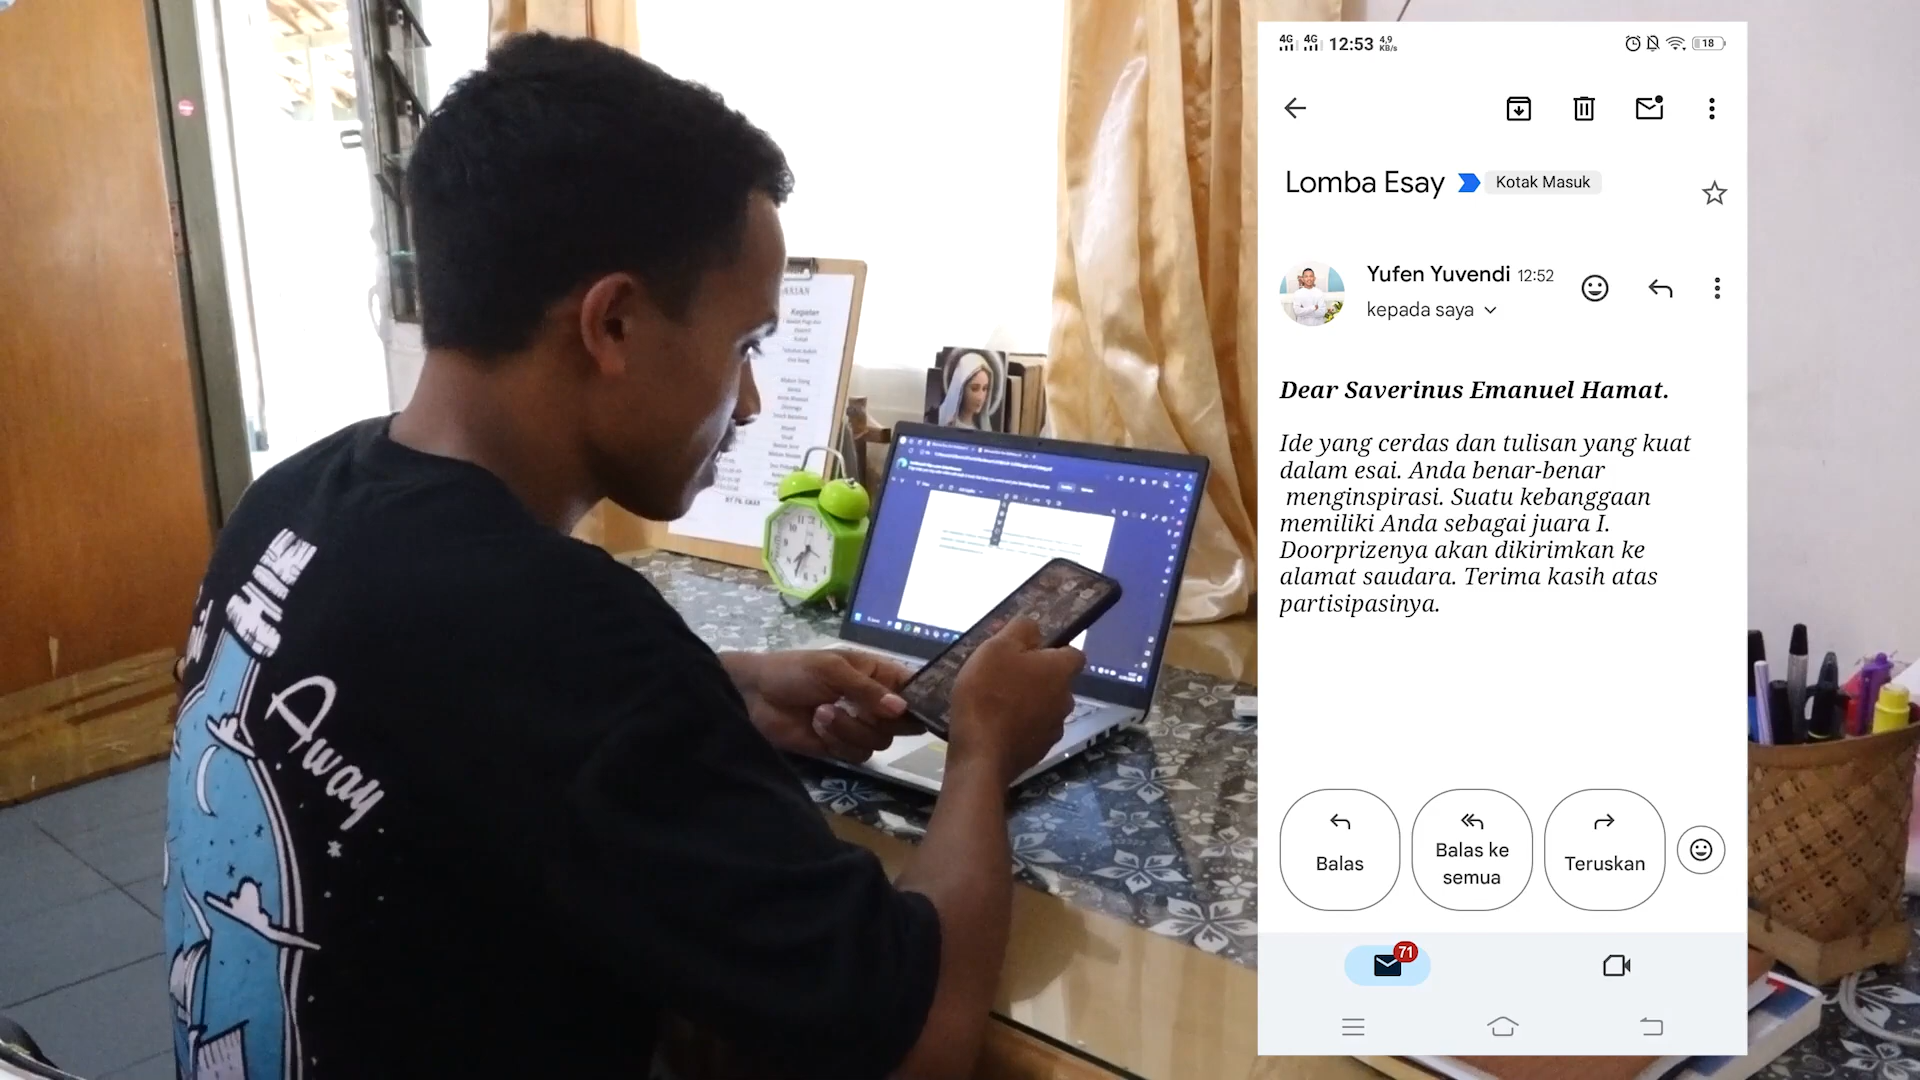 4G 4G 12:53 4,9 KB/s 18
Lomba Esay Kotak Masuk
Yufen Yuvendi 12:52
kepada saya
Dear Saverinus Emanuel Hamat.
Ide yang cerdas dan tulisan yang kuat
dalam esai. Anda benar-benar
menginspirasi. Suatu kebanggaan
memiliki Anda sebagai juara I.
Doorprizenya akan dikirimkan ke
alamat saudara. Terima kasih atas
partisipasinya.
Balas
Balas ke
semua
Teruskan
71
Away
Kegiatan